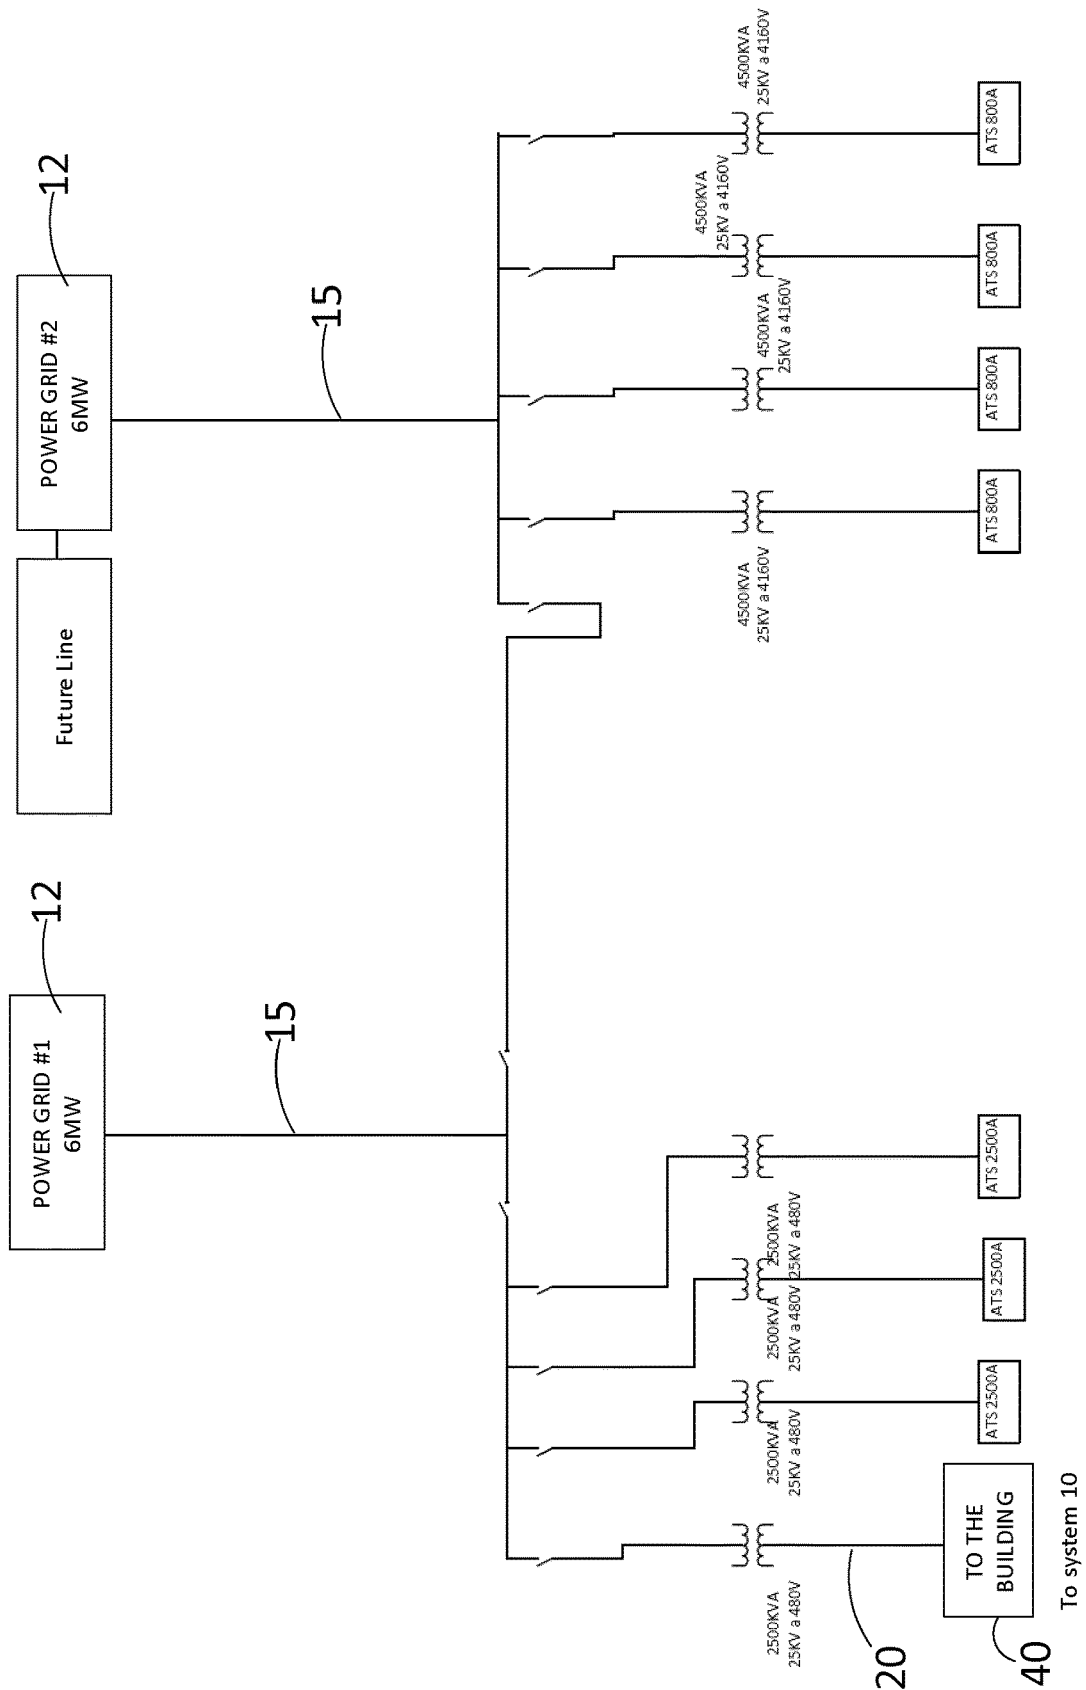 POWER GRID #1
6MW
12
Future Line
POWER GRID #2
6MW
12
15
15
2500KVA
25KV a 480V
2500KVA
25KV a 480V
2500KVA
25KV a 480V
2500KVA
25KV a 480V
4500KVA
25KV a 4160V
4500KVA
25KV a 4160V
4500KVA
25KV a 4160V
4500KVA
25KV a 4160V
20
40
TO THE
BUILDING
ATS 2500A
ATS 2500A
ATS 2500A
ATS 800A
ATS 800A
ATS 800A
ATS 800A
To system 10